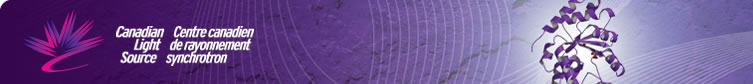 Canadian Centre canadien
Light de rayonnement
Source synchrotron